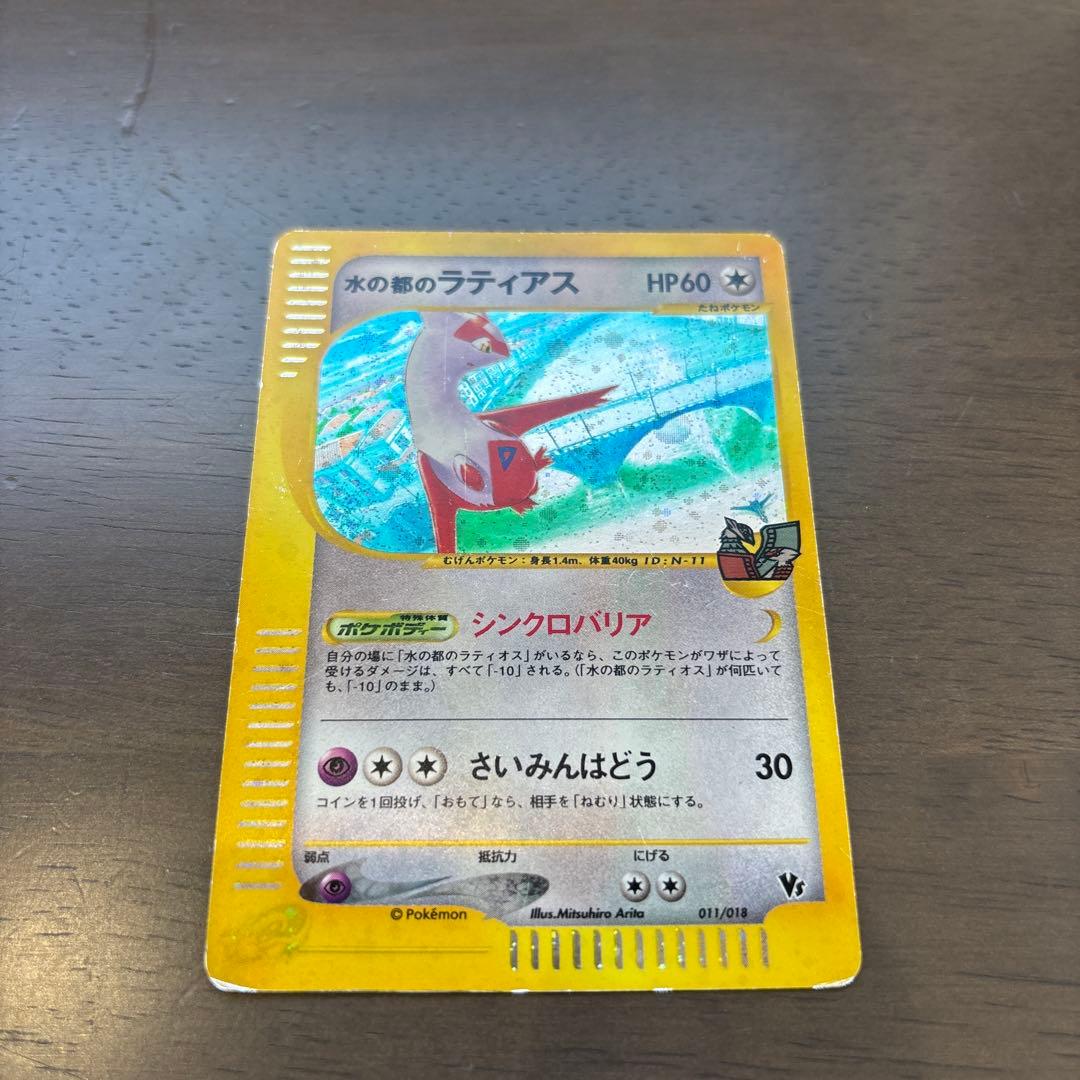 水の都のラティアス HP60
たねポケモン
むげんポケモン:身長1.4m、体重40kg ID:N-11
特殊体質
ポケボディー シンクロバリア
自分の場に「水の都のラティオス」がいるなら、このポケモンがワザによって
受けるダメージは、すべて「-10」される。(「水の都のラティオス」が何匹いて
も、「-10」のまま。)
さいみんはどう 30
コインを1回投げ、「おもて」なら、相手を「ねむり」状態にする。
弱点 抵抗力 にげる
Vs
© Pokémon Illus.Mitsuhiro Arita 011/018